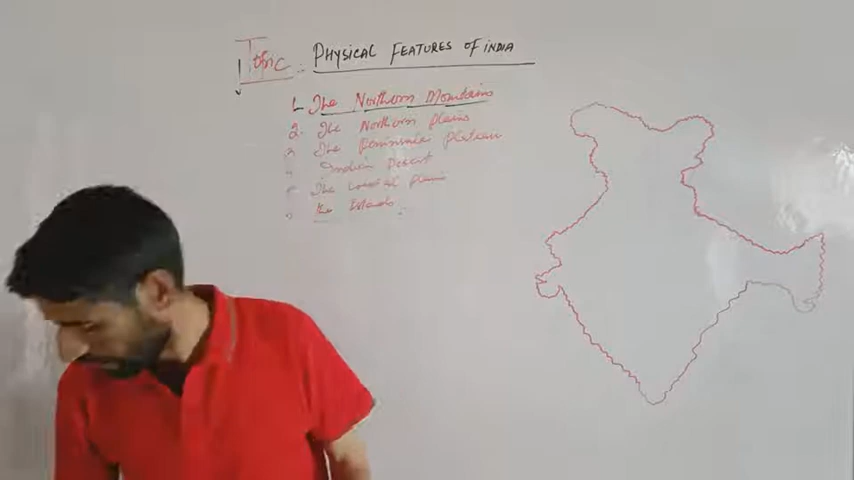 Topic : PHYSICAL FEATURES OF INDIA
1. The Northern Mountains
2. The Northern plains
3. The Peninsular Plateau
Indian Desert
The Coastal plains
The Islands